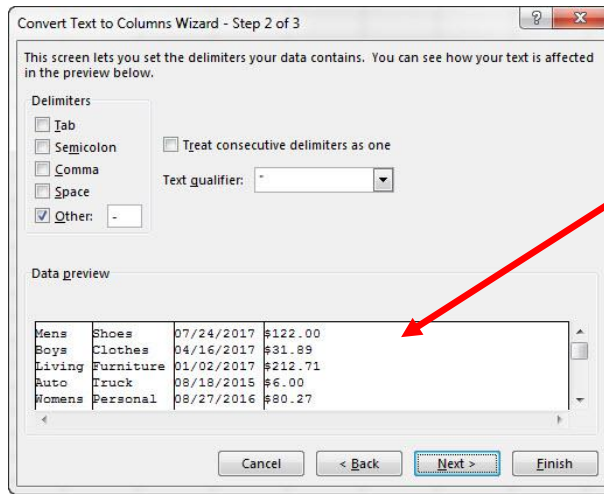 Convert Text to Columns Wizard - Step 2 of 3
This screen lets you set the delimiters your data contains. You can see how your text is affected
in the preview below.
Delimiters
Tab
Semicolon
Comma
Space
Other: -
Treat consecutive delimiters as one
Text qualifier: "
Data preview
Mens Shoes 07/24/2017 $122.00
Boys Clothes 04/16/2017 $31.89
Living Furniture 01/02/2017 $212.71
Auto Truck 08/18/2015 $6.00
Womens Personal 08/27/2016 $80.27
Cancel < Back Next > Finish